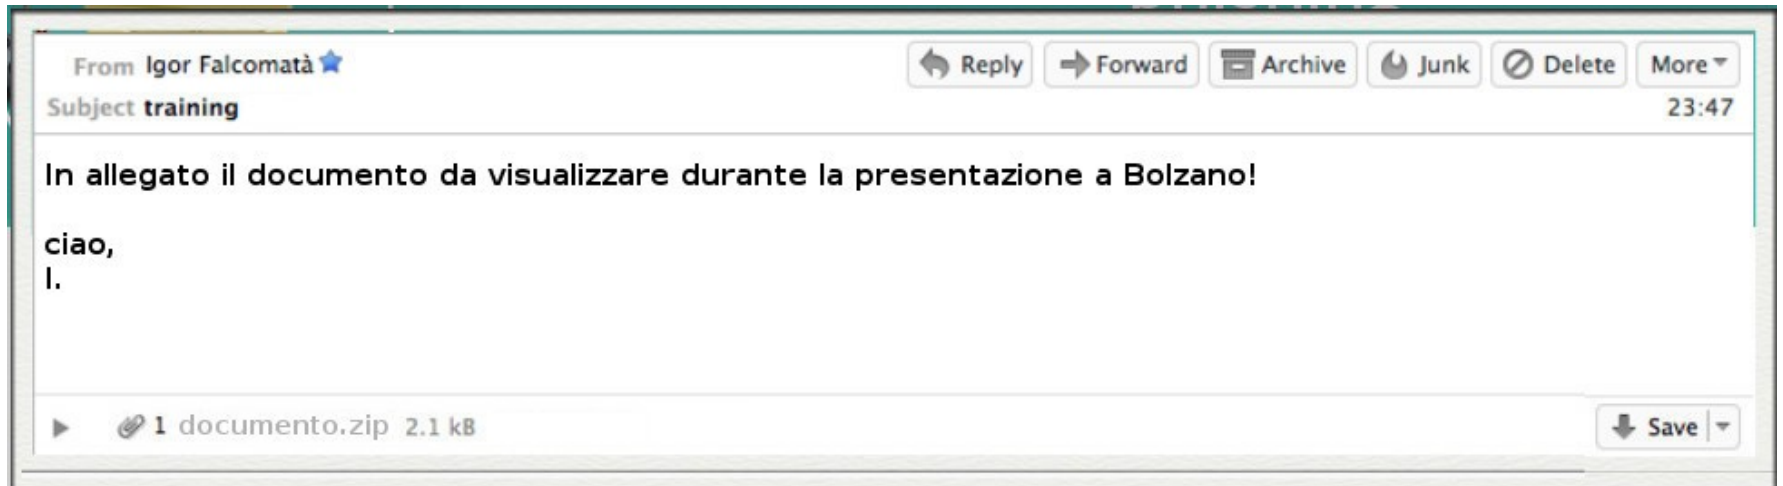 From Igor Falcomatà Reply Forward Archive Junk Delete More
Subject training 23:47
In allegato il documento da visualizzare durante la presentazione a Bolzano!
ciao,
I.
1 documento.zip 2.1 kB Save